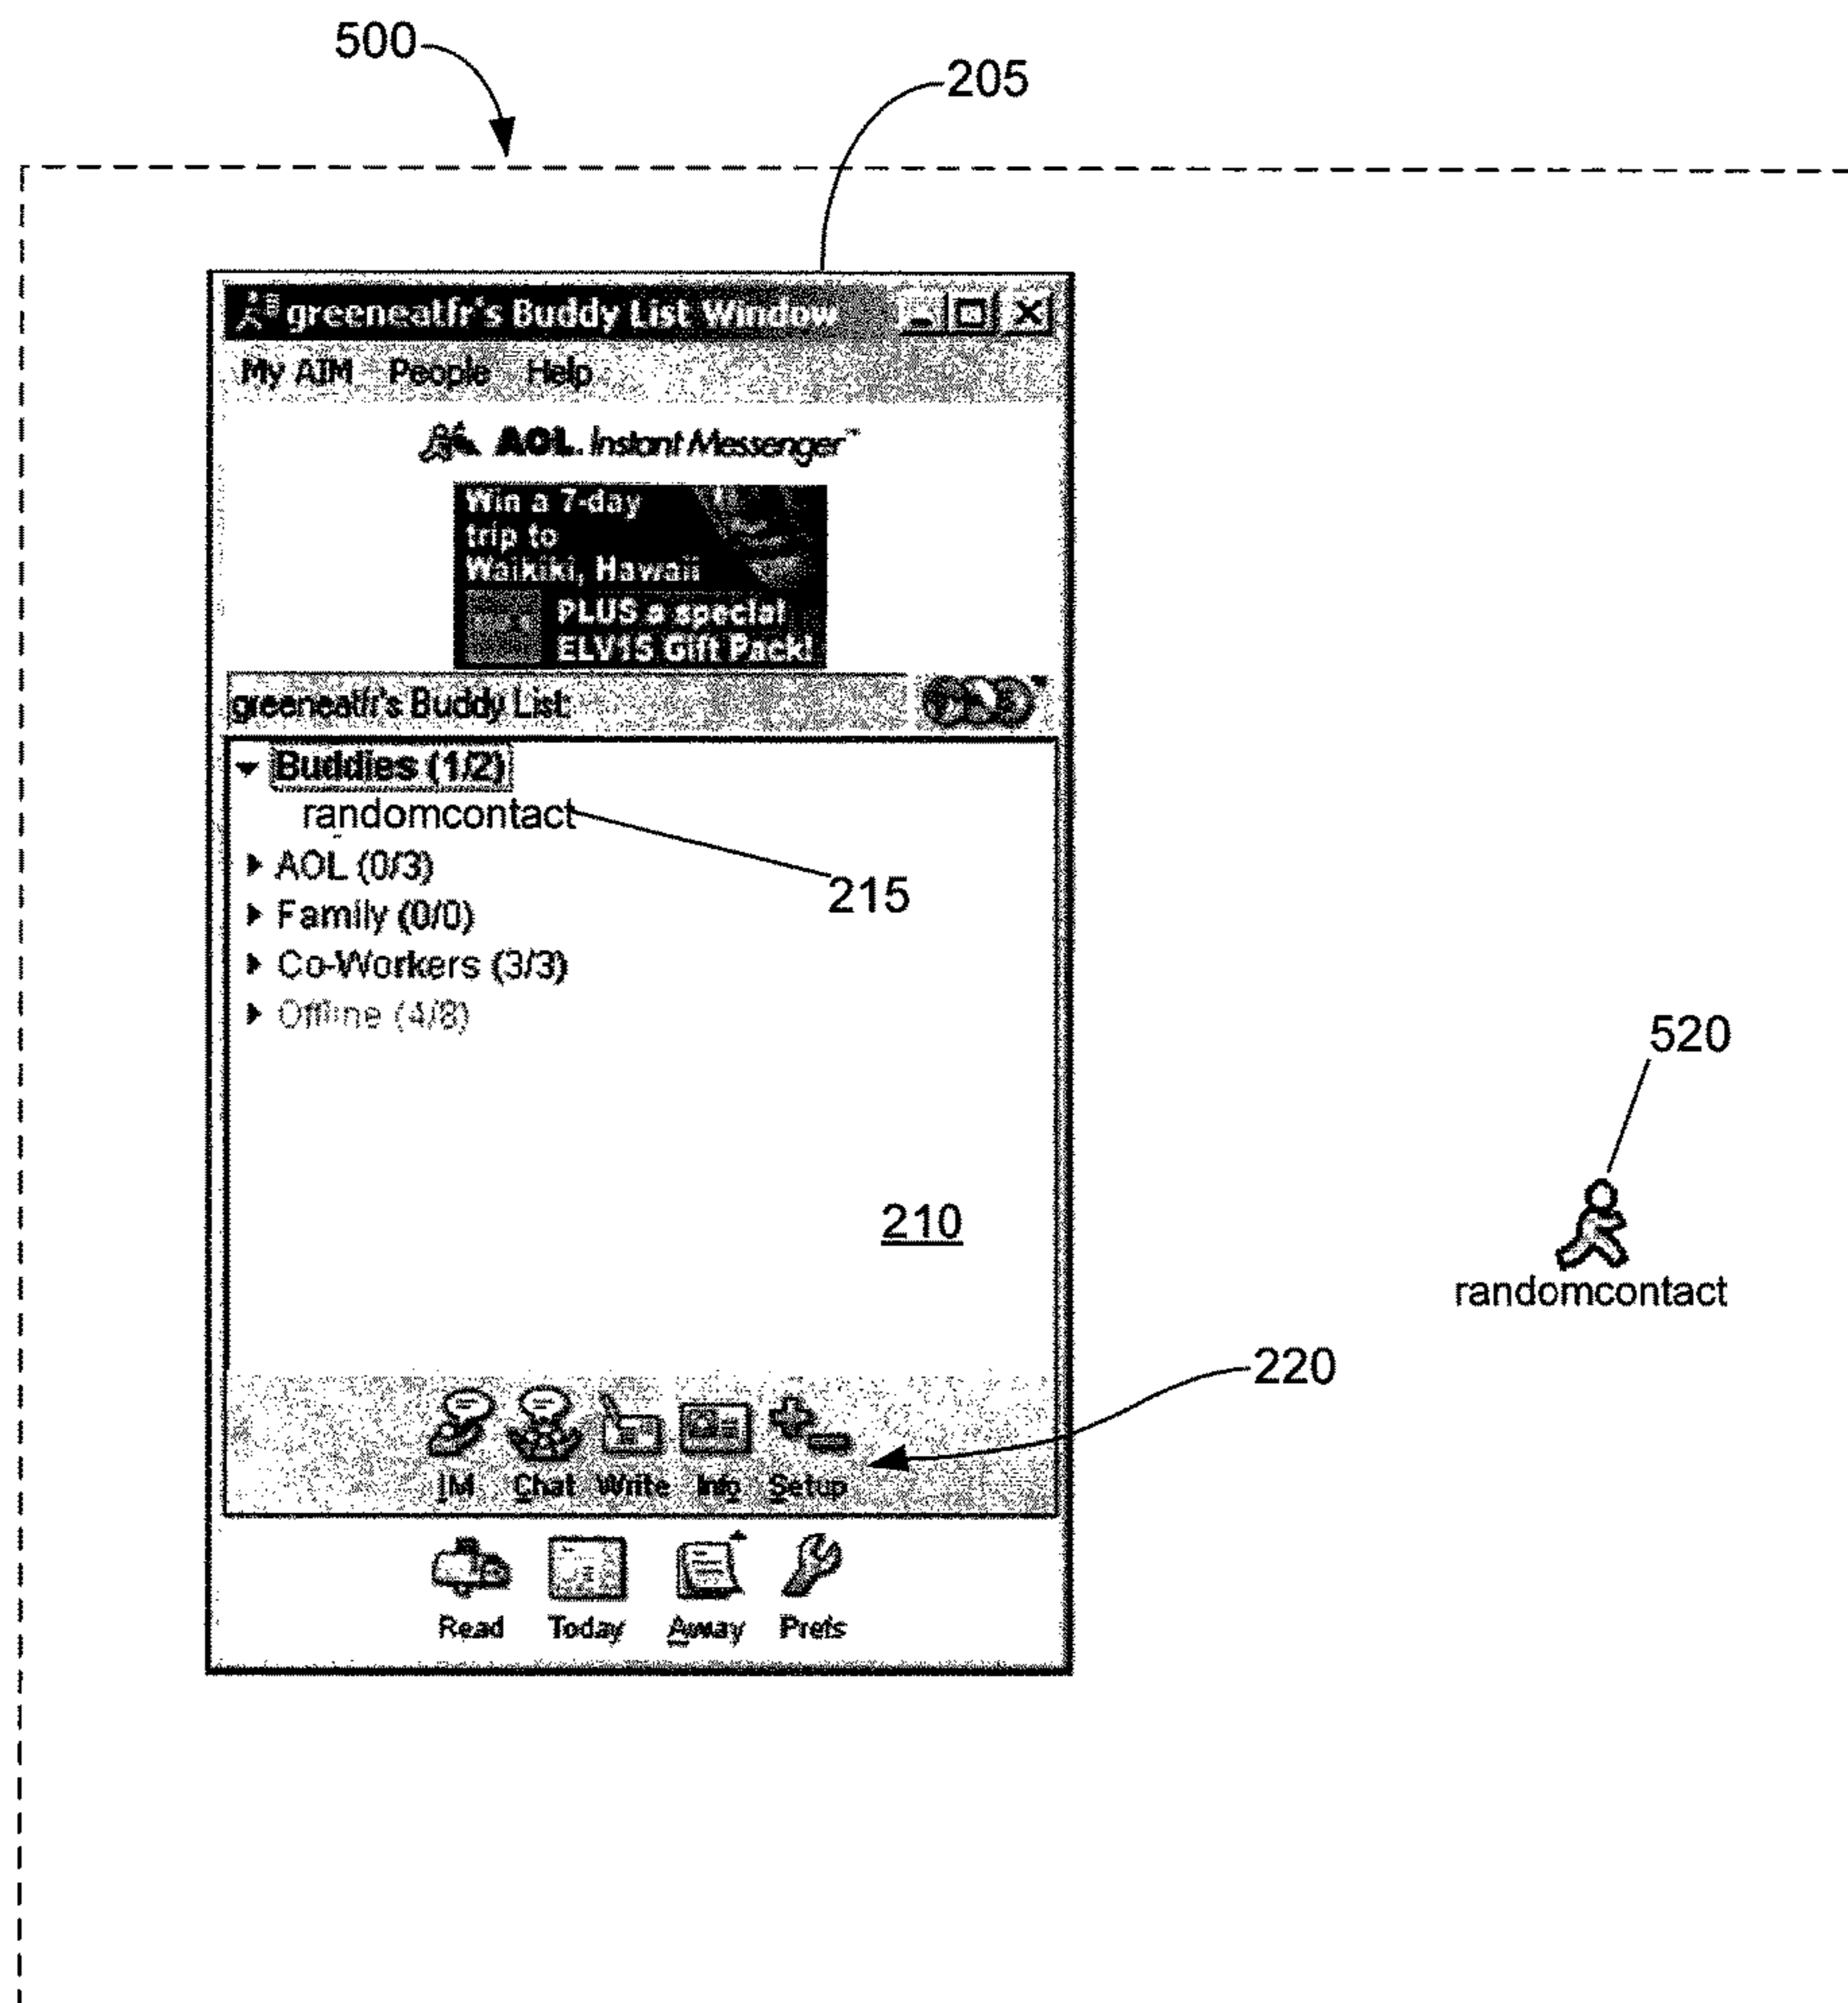 500
205
greeneatfr's Buddy List Window
My AIM People Help
AOL Instant Messenger™
Win a 7-day
trip to
Waikiki, Hawaii
PLUS a special
ELVIS Gift Pack!
greeneatfr's Buddy List
Buddies (1/2)
randomcontact
AOL (0/3)
215
Family (0/0)
Co-Workers (3/3)
Offline (4/8)
520
210
randomcontact
220
IM Chat Write Info Setup
Read Today Away Prefs